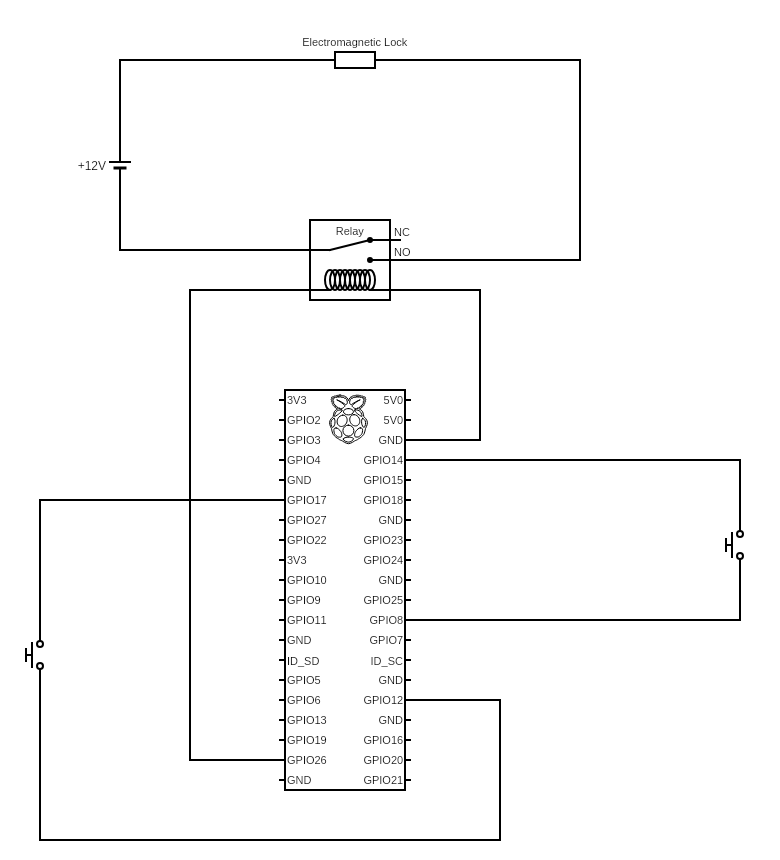 Electromagnetic Lock
+12V
Relay
NC
NO
3V3 5V0
GPIO2 5V0
GPIO3 GND
GPIO4 GPIO14
GND GPIO15
GPIO17 GPIO18
GPIO27 GND
GPIO22 GPIO23
3V3 GPIO24
GPIO10 GND
GPIO9 GPIO25
GPIO11 GPIO8
GND GPIO7
ID_SD ID_SC
GPIO5 GND
GPIO6 GPIO12
GPIO13 GND
GPIO19 GPIO16
GPIO26 GPIO20
GND GPIO21